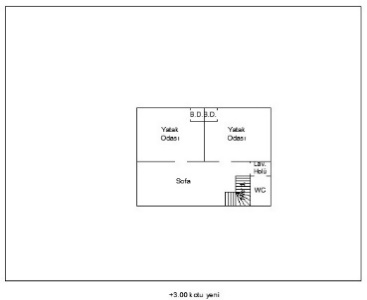 B.D. B.D.
Yatak
Odası
Yatak
Odası
Lav.
Holü
Sofa
WC
+3.00 kotu yeni